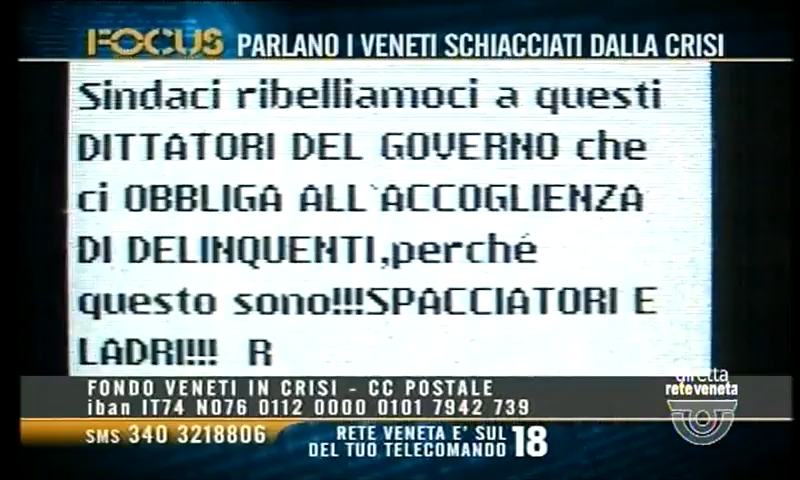 FOCUS PARLANO I VENETI SCHIACCIATI DALLA CRISI
Sindaci ribelliamoci a questi
DITTATORI DEL GOVERNO che
ci OBBLIGA ALL`ACCOGLIENZA
DI DELINQUENTI,perché
questo sono!!!SPACCIATORI E
LADRI!!! R
diretta
reteveneta
FONDO VENETI IN CRISI - CC POSTALE
iban IT74 N076 0112 0000 0101 7942 739
SMS 340 3218806
RETE VENETA E' SUL
DEL TUO TELECOMANDO 18